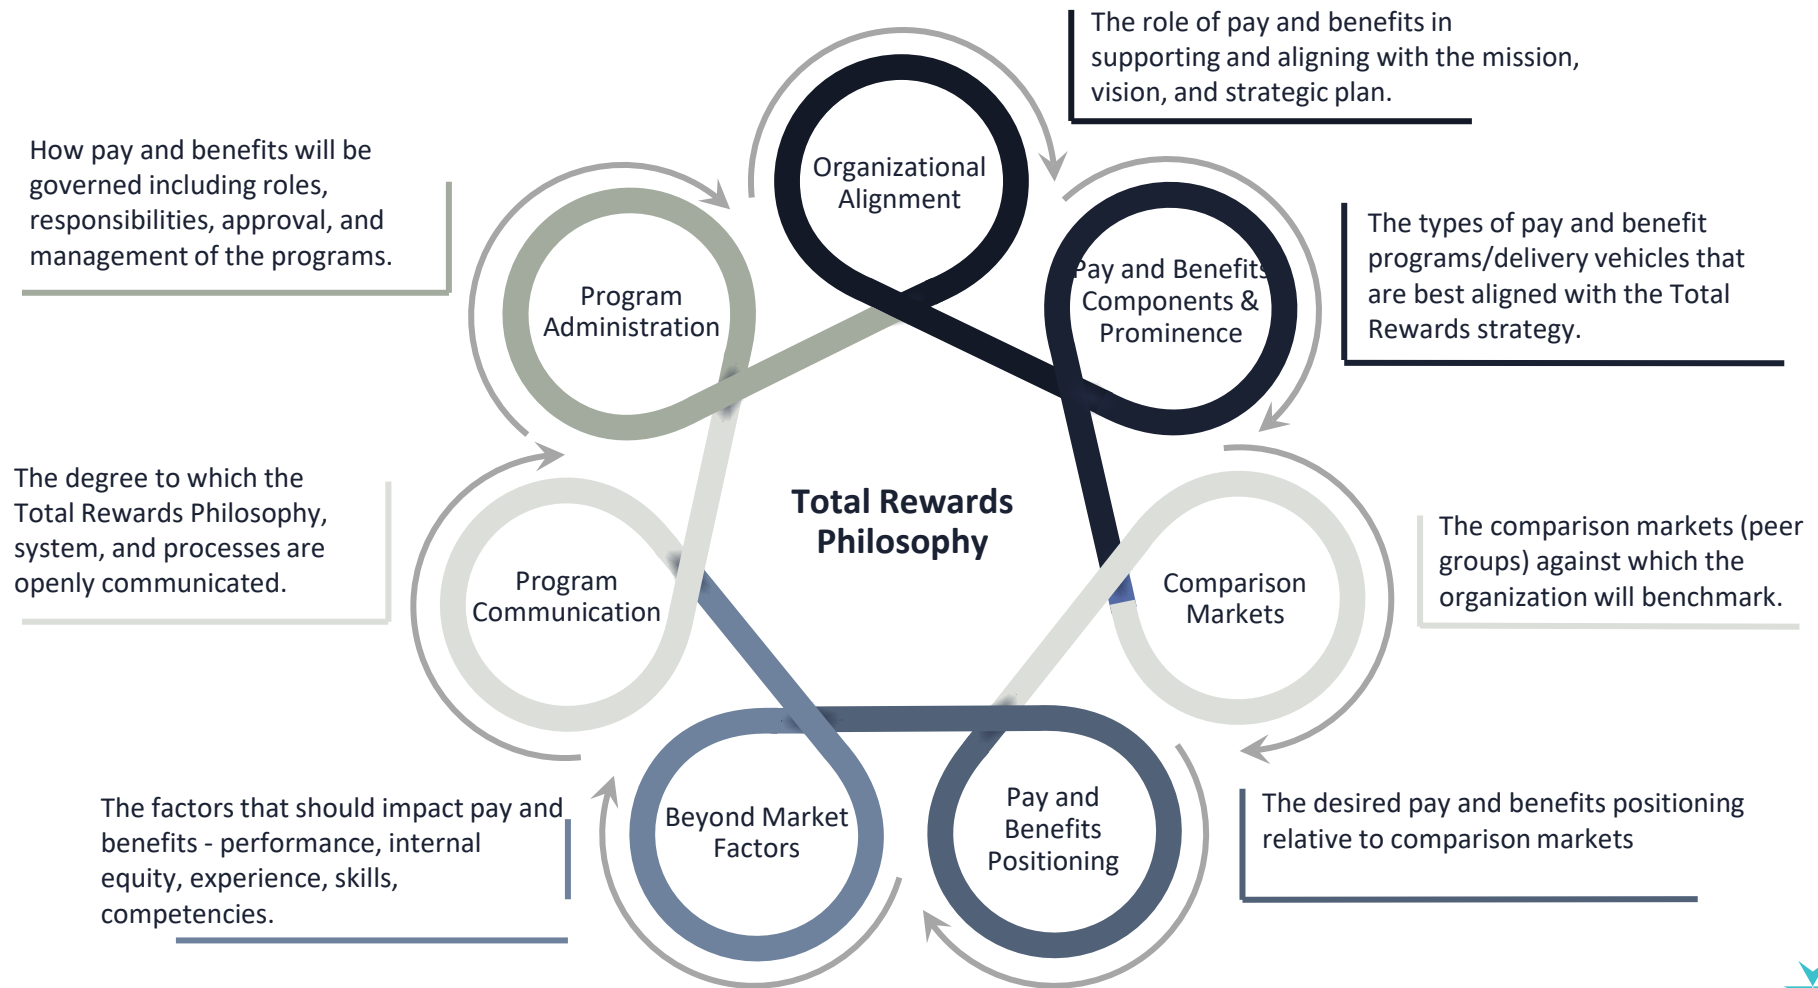 The role of pay and benefits in
supporting and aligning with the mission,
vision, and strategic plan.
Organizational
Alignment
How pay and benefits will be
governed including roles,
responsibilities, approval, and
management of the programs.
Program
Administration
Pay and Benefits
Components &
Prominence
The types of pay and benefit
programs/delivery vehicles that
are best aligned with the Total
Rewards strategy.
Total Rewards
Philosophy
The degree to which the
Total Rewards Philosophy,
system, and processes are
openly communicated.
Program
Communication
Comparison
Markets
The comparison markets (peer
groups) against which the
organization will benchmark.
The factors that should impact pay and
benefits - performance, internal
equity, experience, skills,
competencies.
Beyond Market
Factors
Pay and
Benefits
Positioning
The desired pay and benefits positioning
relative to comparison markets